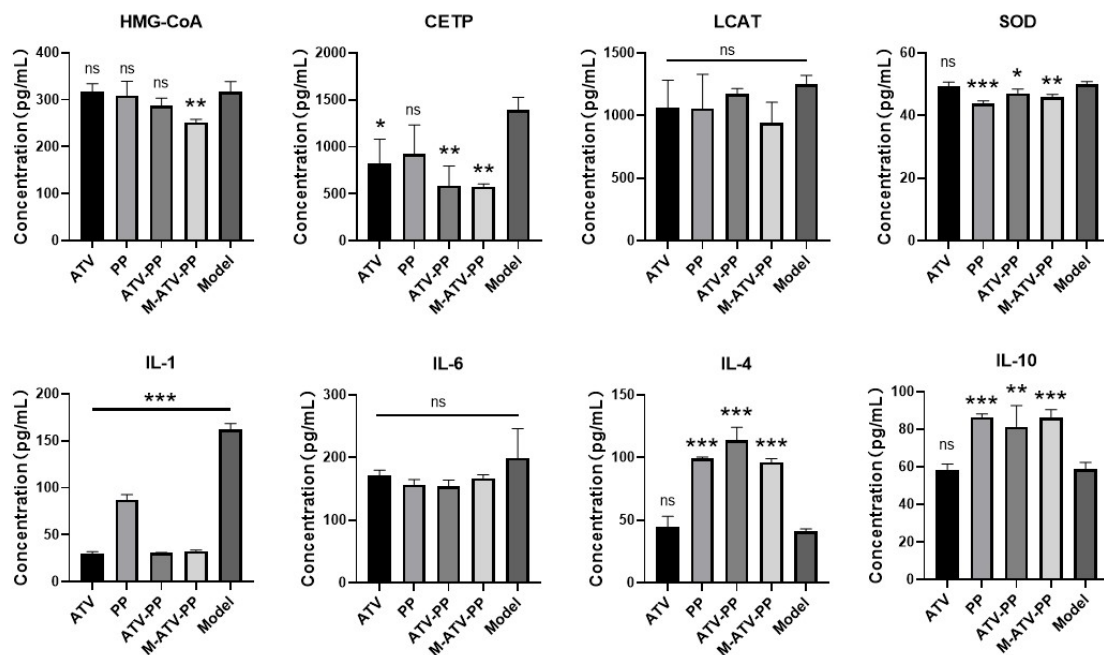 HMG-CoA
Concentration (pg/mL)
400
300
200
100
0
ns
ns
ns
**
ATV
PP
ATV-PP
M-ATV-PP
Model
CETP
Concentration (pg/mL)
2000
1500
1000
500
0
*
ns
**
**
ATV
PP
ATV-PP
M-ATV-PP
Model
LCAT
Concentration (pg/mL)
1500
1000
500
0
ns
ATV
PP
ATV-PP
M-ATV-PP
Model
SOD
Concentration (pg/mL)
60
40
20
0
ns
***
*
**
ATV
PP
ATV-PP
M-ATV-PP
Model
IL-1
Concentration (pg/mL)
200
150
100
50
0
***
ATV
PP
ATV-PP
M-ATV-PP
Model
IL-6
Concentration (pg/mL)
300
200
100
0
ns
ATV
PP
ATV-PP
M-ATV-PP
Model
IL-4
Concentration (pg/mL)
150
100
50
0
ns
***
***
***
ATV
PP
ATV-PP
M-ATV-PP
Model
IL-10
Concentration (pg/mL)
100
80
60
40
20
0
ns
***
**
***
ATV
PP
ATV-PP
M-ATV-PP
Model